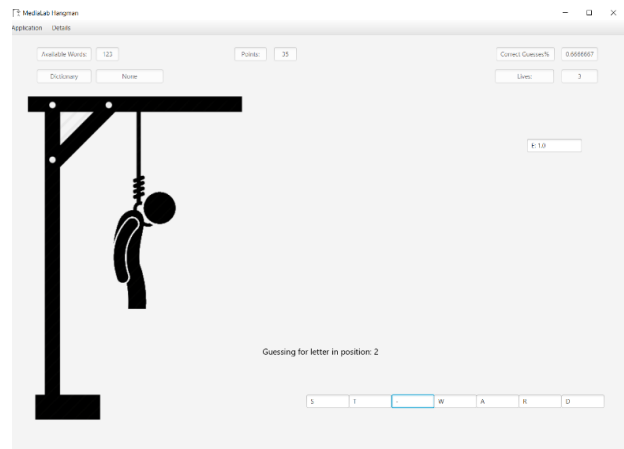 MediaLab Hangman
Application Details
Available Words: 123 Points: 35 Correct Guesses% 0.6666667
Dictionary None Lives: 3
E: 1.0
Guessing for letter in position: 2
S T - W A R D